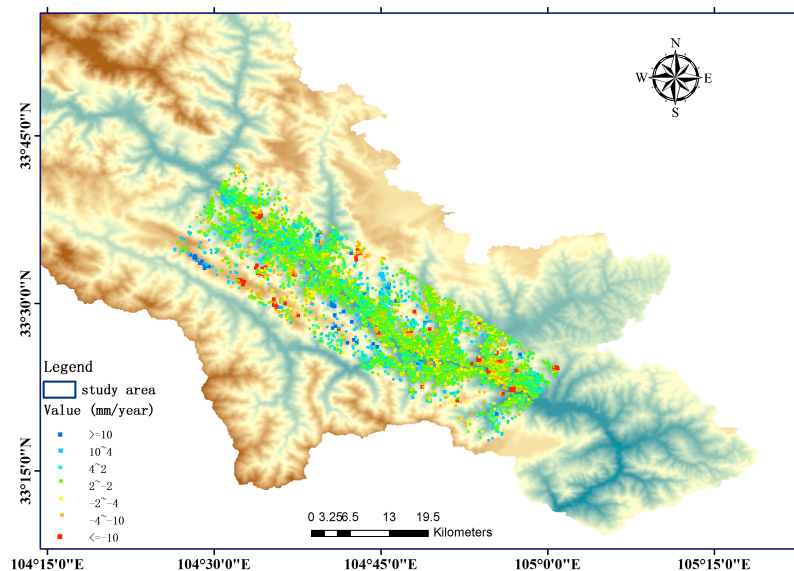 N
W E
S
33°45'0"N
33°30'0"N
33°15'0"N
Legend
study area
Value (mm/year)
>=10
10~4
4~2
2~-2
-2~-4
-4~-10
<=-10
0 3.25 6.5 13 19.5
Kilometers
104°15'0"E 104°30'0"E 104°45'0"E 105°0'0"E 105°15'0"E